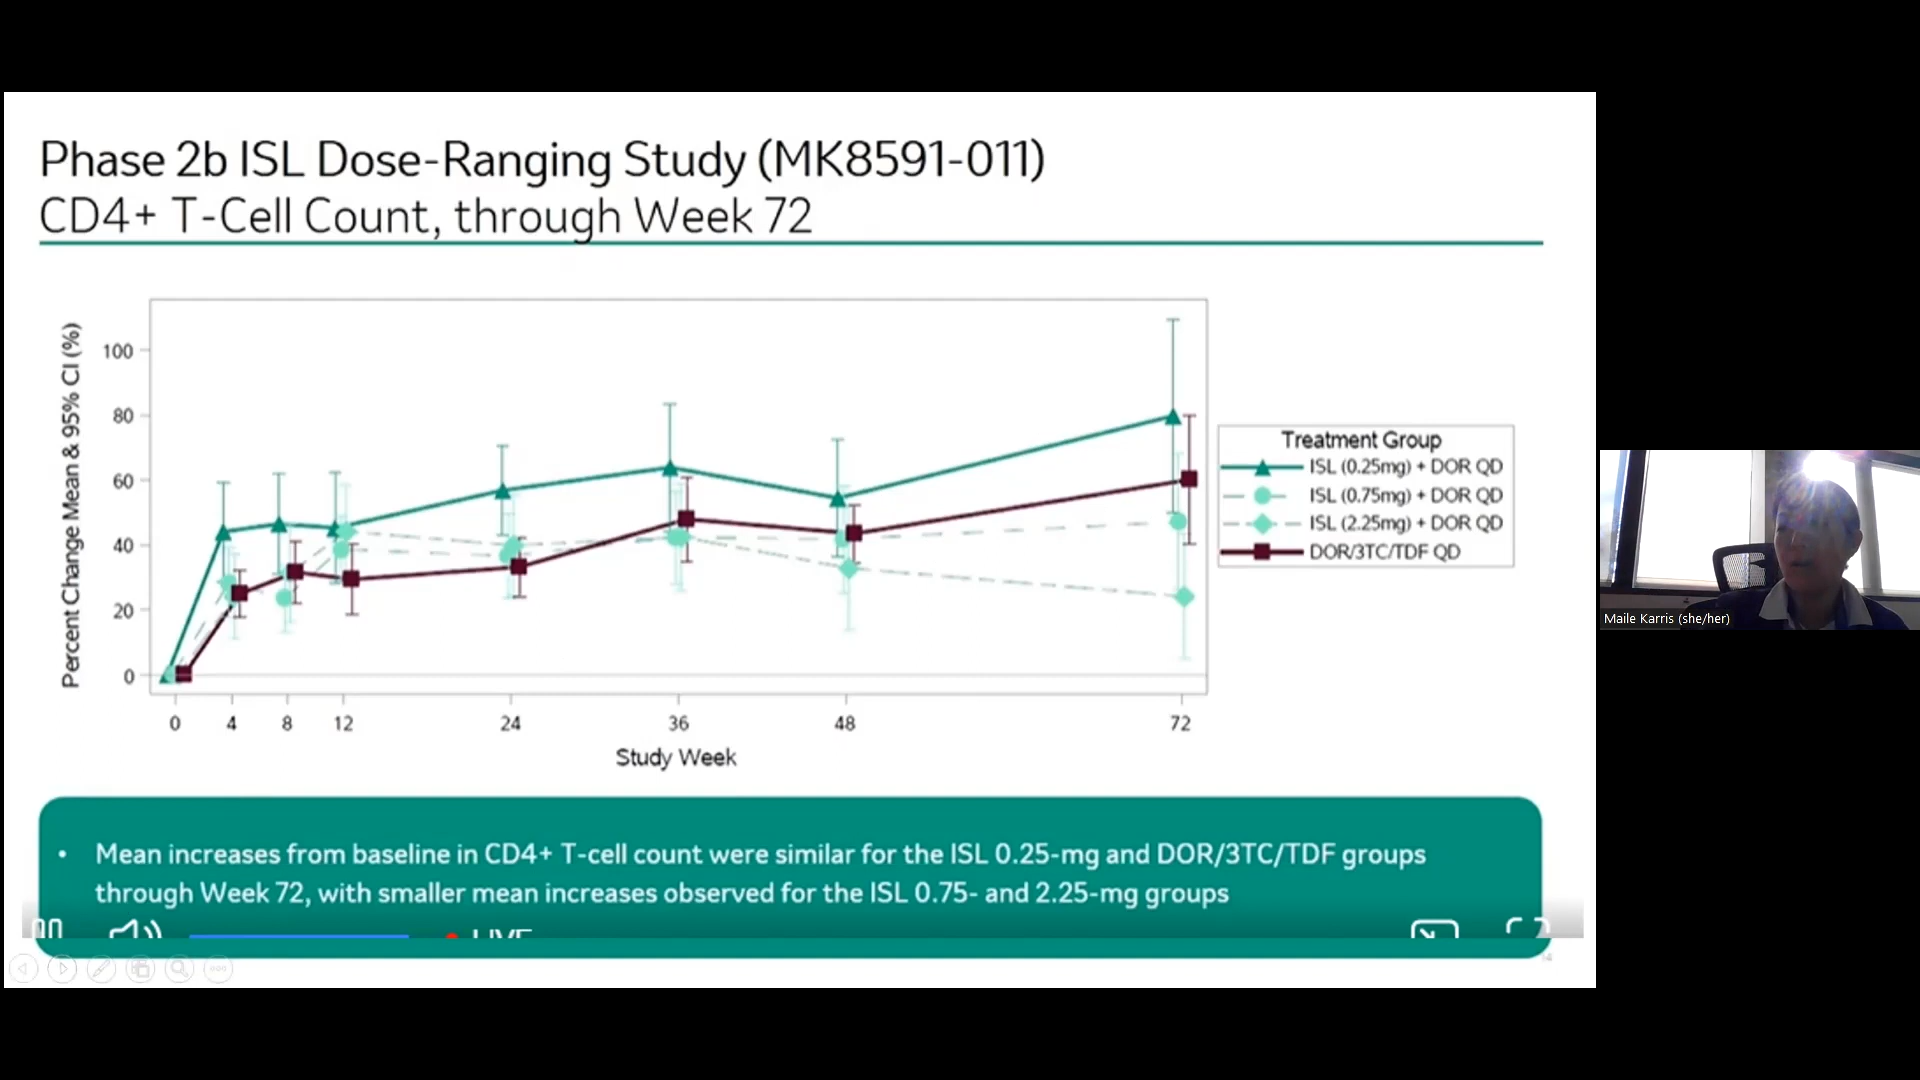 Phase 2b ISL Dose-Ranging Study (MK8591-011)
CD4+ T-Cell Count, through Week 72
Percent Change Mean & 95% CI (%)
100
80
60
40
20
0
0 4 8 12 24 36 48 72
Study Week
Treatment Group
ISL (0.25mg) + DOR QD
ISL (0.75mg) + DOR QD
ISL (2.25mg) + DOR QD
DOR/3TC/TDF QD
• Mean increases from baseline in CD4+ T-cell count were similar for the ISL 0.25-mg and DOR/3TC/TDF groups
through Week 72, with smaller mean increases observed for the ISL 0.75- and 2.25-mg groups
LIVE
14
Maile Karris (she/her)